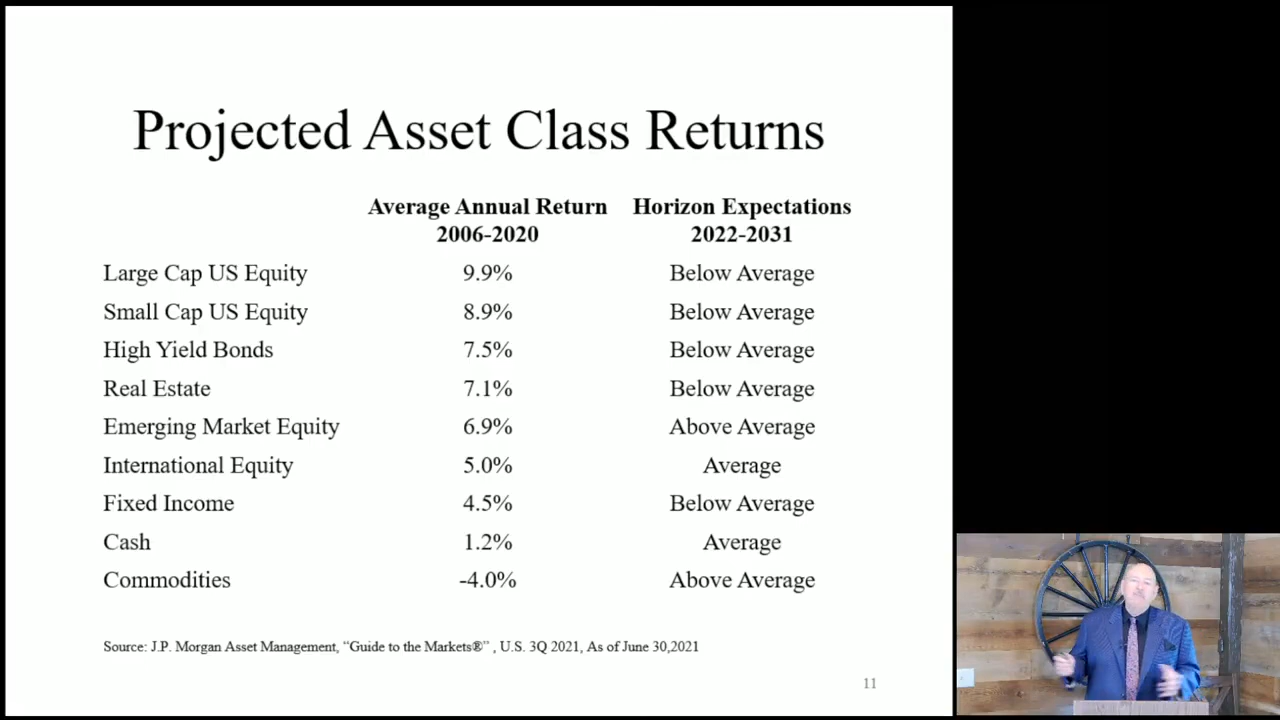 Projected Asset Class Returns
Average Annual Return Horizon Expectations
2006-2020 2022-2031
Large Cap US Equity 9.9% Below Average
Small Cap US Equity 8.9% Below Average
High Yield Bonds 7.5% Below Average
Real Estate 7.1% Below Average
Emerging Market Equity 6.9% Above Average
International Equity 5.0% Average
Fixed Income 4.5% Below Average
Cash 1.2% Average
Commodities -4.0% Above Average
Source: J.P. Morgan Asset Management, “Guide to the Markets®” , U.S. 3Q 2021, As of June 30,2021
11